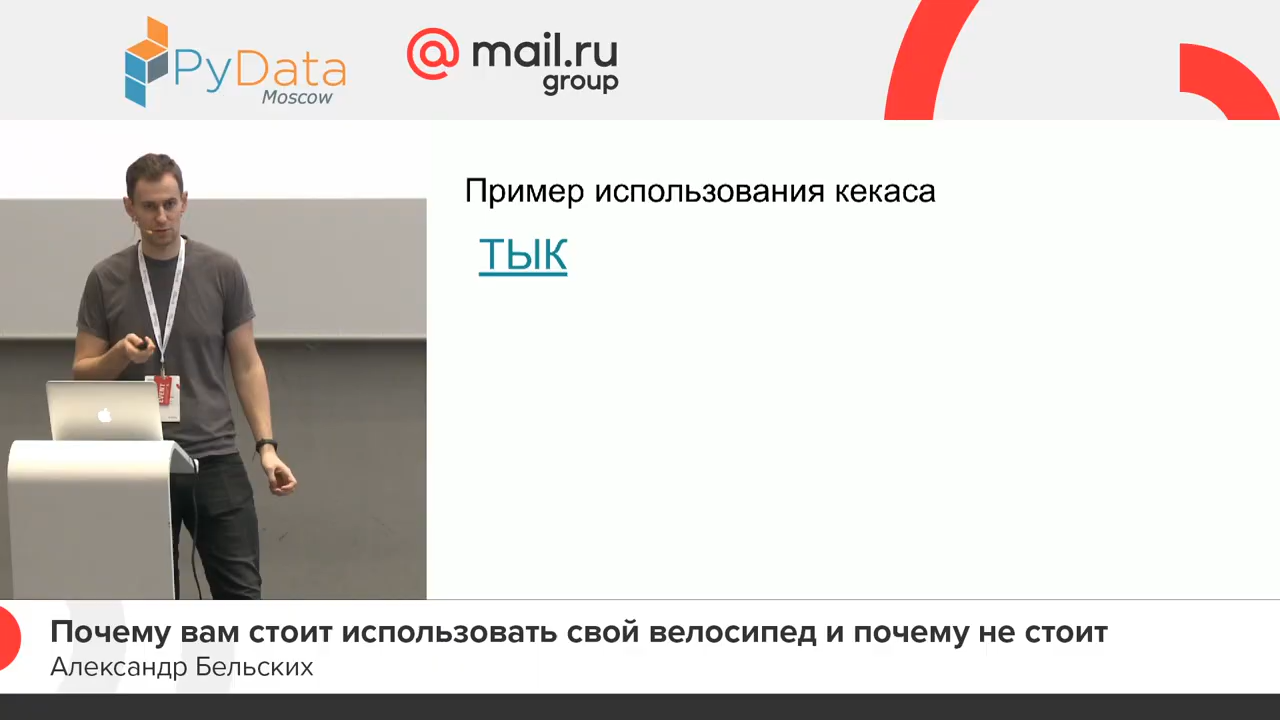 PyData
Moscow
@mail.ru
group
Пример использования кекаса
ТЫК
EVENT
Почему вам стоит использовать свой велосипед и почему не стоит
Александр Бельских